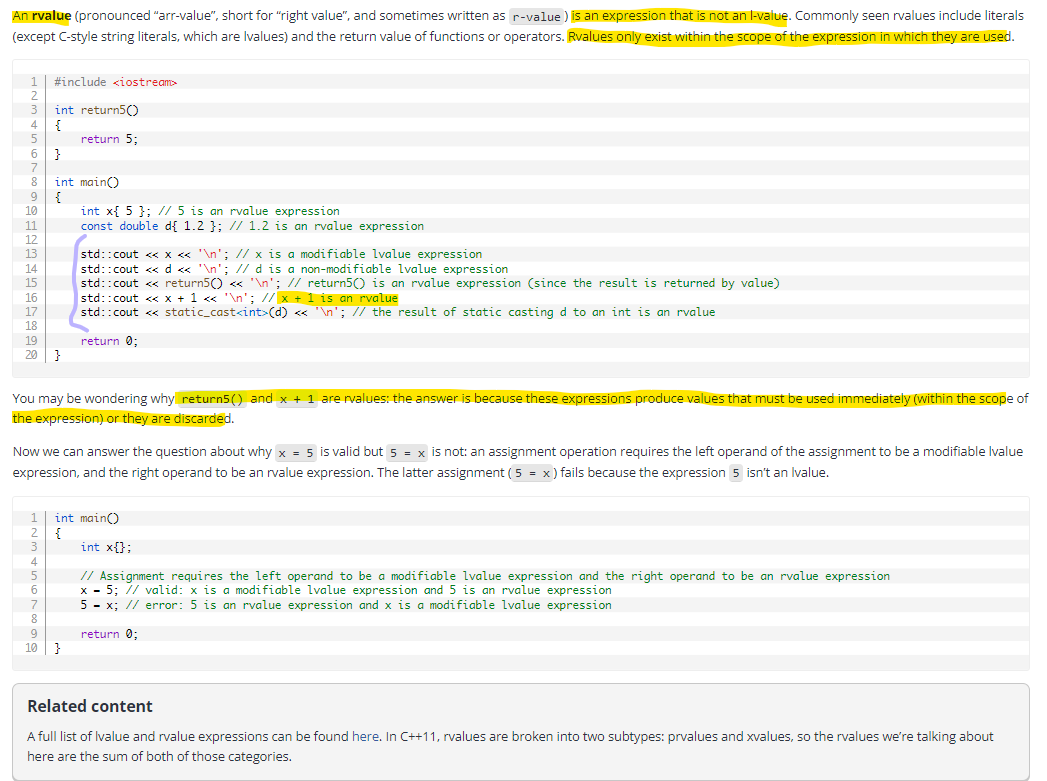 An rvalue (pronounced “arr-value”, short for “right value”, and sometimes written as r-value) is an expression that is not an l-value. Commonly seen rvalues include literals
(except C-style string literals, which are lvalues) and the return value of functions or operators. Rvalues only exist within the scope of the expression in which they are used.
1 #include <iostream>
2
3 int return5()
4 {
5     return 5;
6 }
7
8 int main()
9 {
10     int x{ 5 }; // 5 is an rvalue expression
11     const double d{ 1.2 }; // 1.2 is an rvalue expression
12
13     std::cout << x << '\n'; // x is a modifiable lvalue expression
14     std::cout << d << '\n'; // d is a non-modifiable lvalue expression
15     std::cout << return5() << '\n'; // return5() is an rvalue expression (since the result is returned by value)
16     std::cout << x + 1 << '\n'; // x + 1 is an rvalue
17     std::cout << static_cast<int>(d) << '\n'; // the result of static casting d to an int is an rvalue
18
19     return 0;
20 }
You may be wondering why return5() and x + 1 are rvalues: the answer is because these expressions produce values that must be used immediately (within the scope of
the expression) or they are discarded.
Now we can answer the question about why x = 5 is valid but 5 = x is not: an assignment operation requires the left operand of the assignment to be a modifiable lvalue
expression, and the right operand to be an rvalue expression. The latter assignment (5 = x) fails because the expression 5 isn’t an lvalue.
1 int main()
2 {
3     int x{};
4
5     // Assignment requires the left operand to be a modifiable lvalue expression and the right operand to be an rvalue expression
6     x = 5; // valid: x is a modifiable lvalue expression and 5 is an rvalue expression
7     5 = x; // error: 5 is an rvalue expression and x is a modifiable lvalue expression
8
9     return 0;
10 }
Related content
A full list of lvalue and rvalue expressions can be found here. In C++11, rvalues are broken into two subtypes: prvalues and xvalues, so the rvalues we’re talking about
here are the sum of both of those categories.